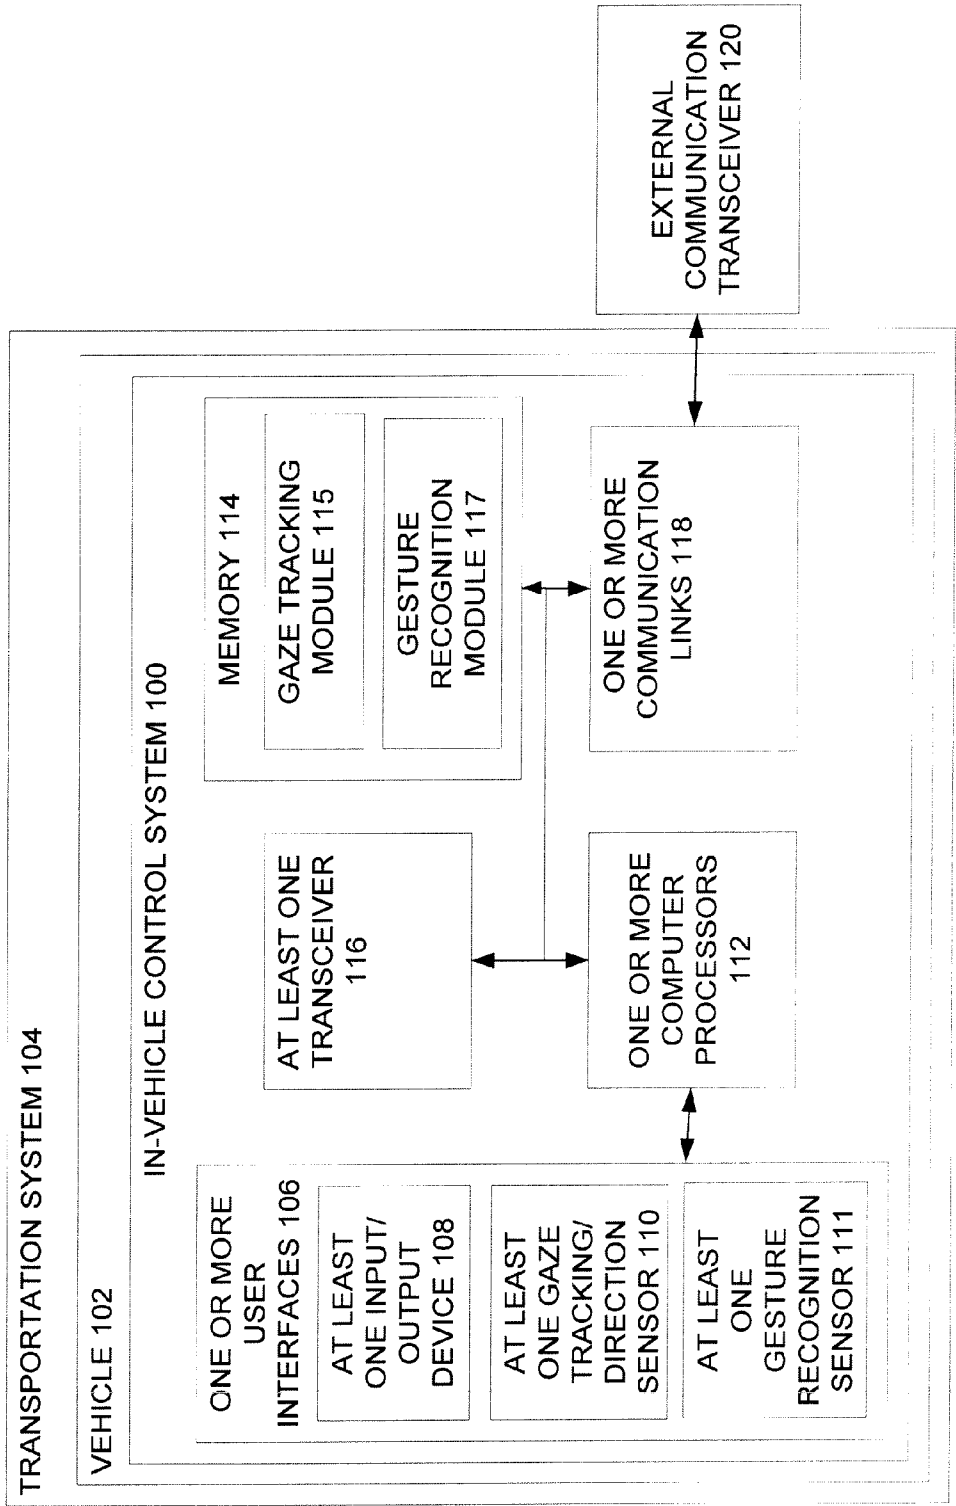 TRANSPORTATION SYSTEM 104
VEHICLE 102
IN-VEHICLE CONTROL SYSTEM 100
ONE OR MORE
USER
INTERFACES 106
AT LEAST
ONE INPUT/
OUTPUT
DEVICE 108
AT LEAST
ONE GAZE
TRACKING/
DIRECTION
SENSOR 110
AT LEAST
ONE
GESTURE
RECOGNITION
SENSOR 111
AT LEAST ONE
TRANSCEIVER
116
ONE OR MORE
COMPUTER
PROCESSORS
112
MEMORY 114
GAZE TRACKING
MODULE 115
GESTURE
RECOGNITION
MODULE 117
ONE OR MORE
COMMUNICATION
LINKS 118
EXTERNAL
COMMUNICATION
TRANSCEIVER 120